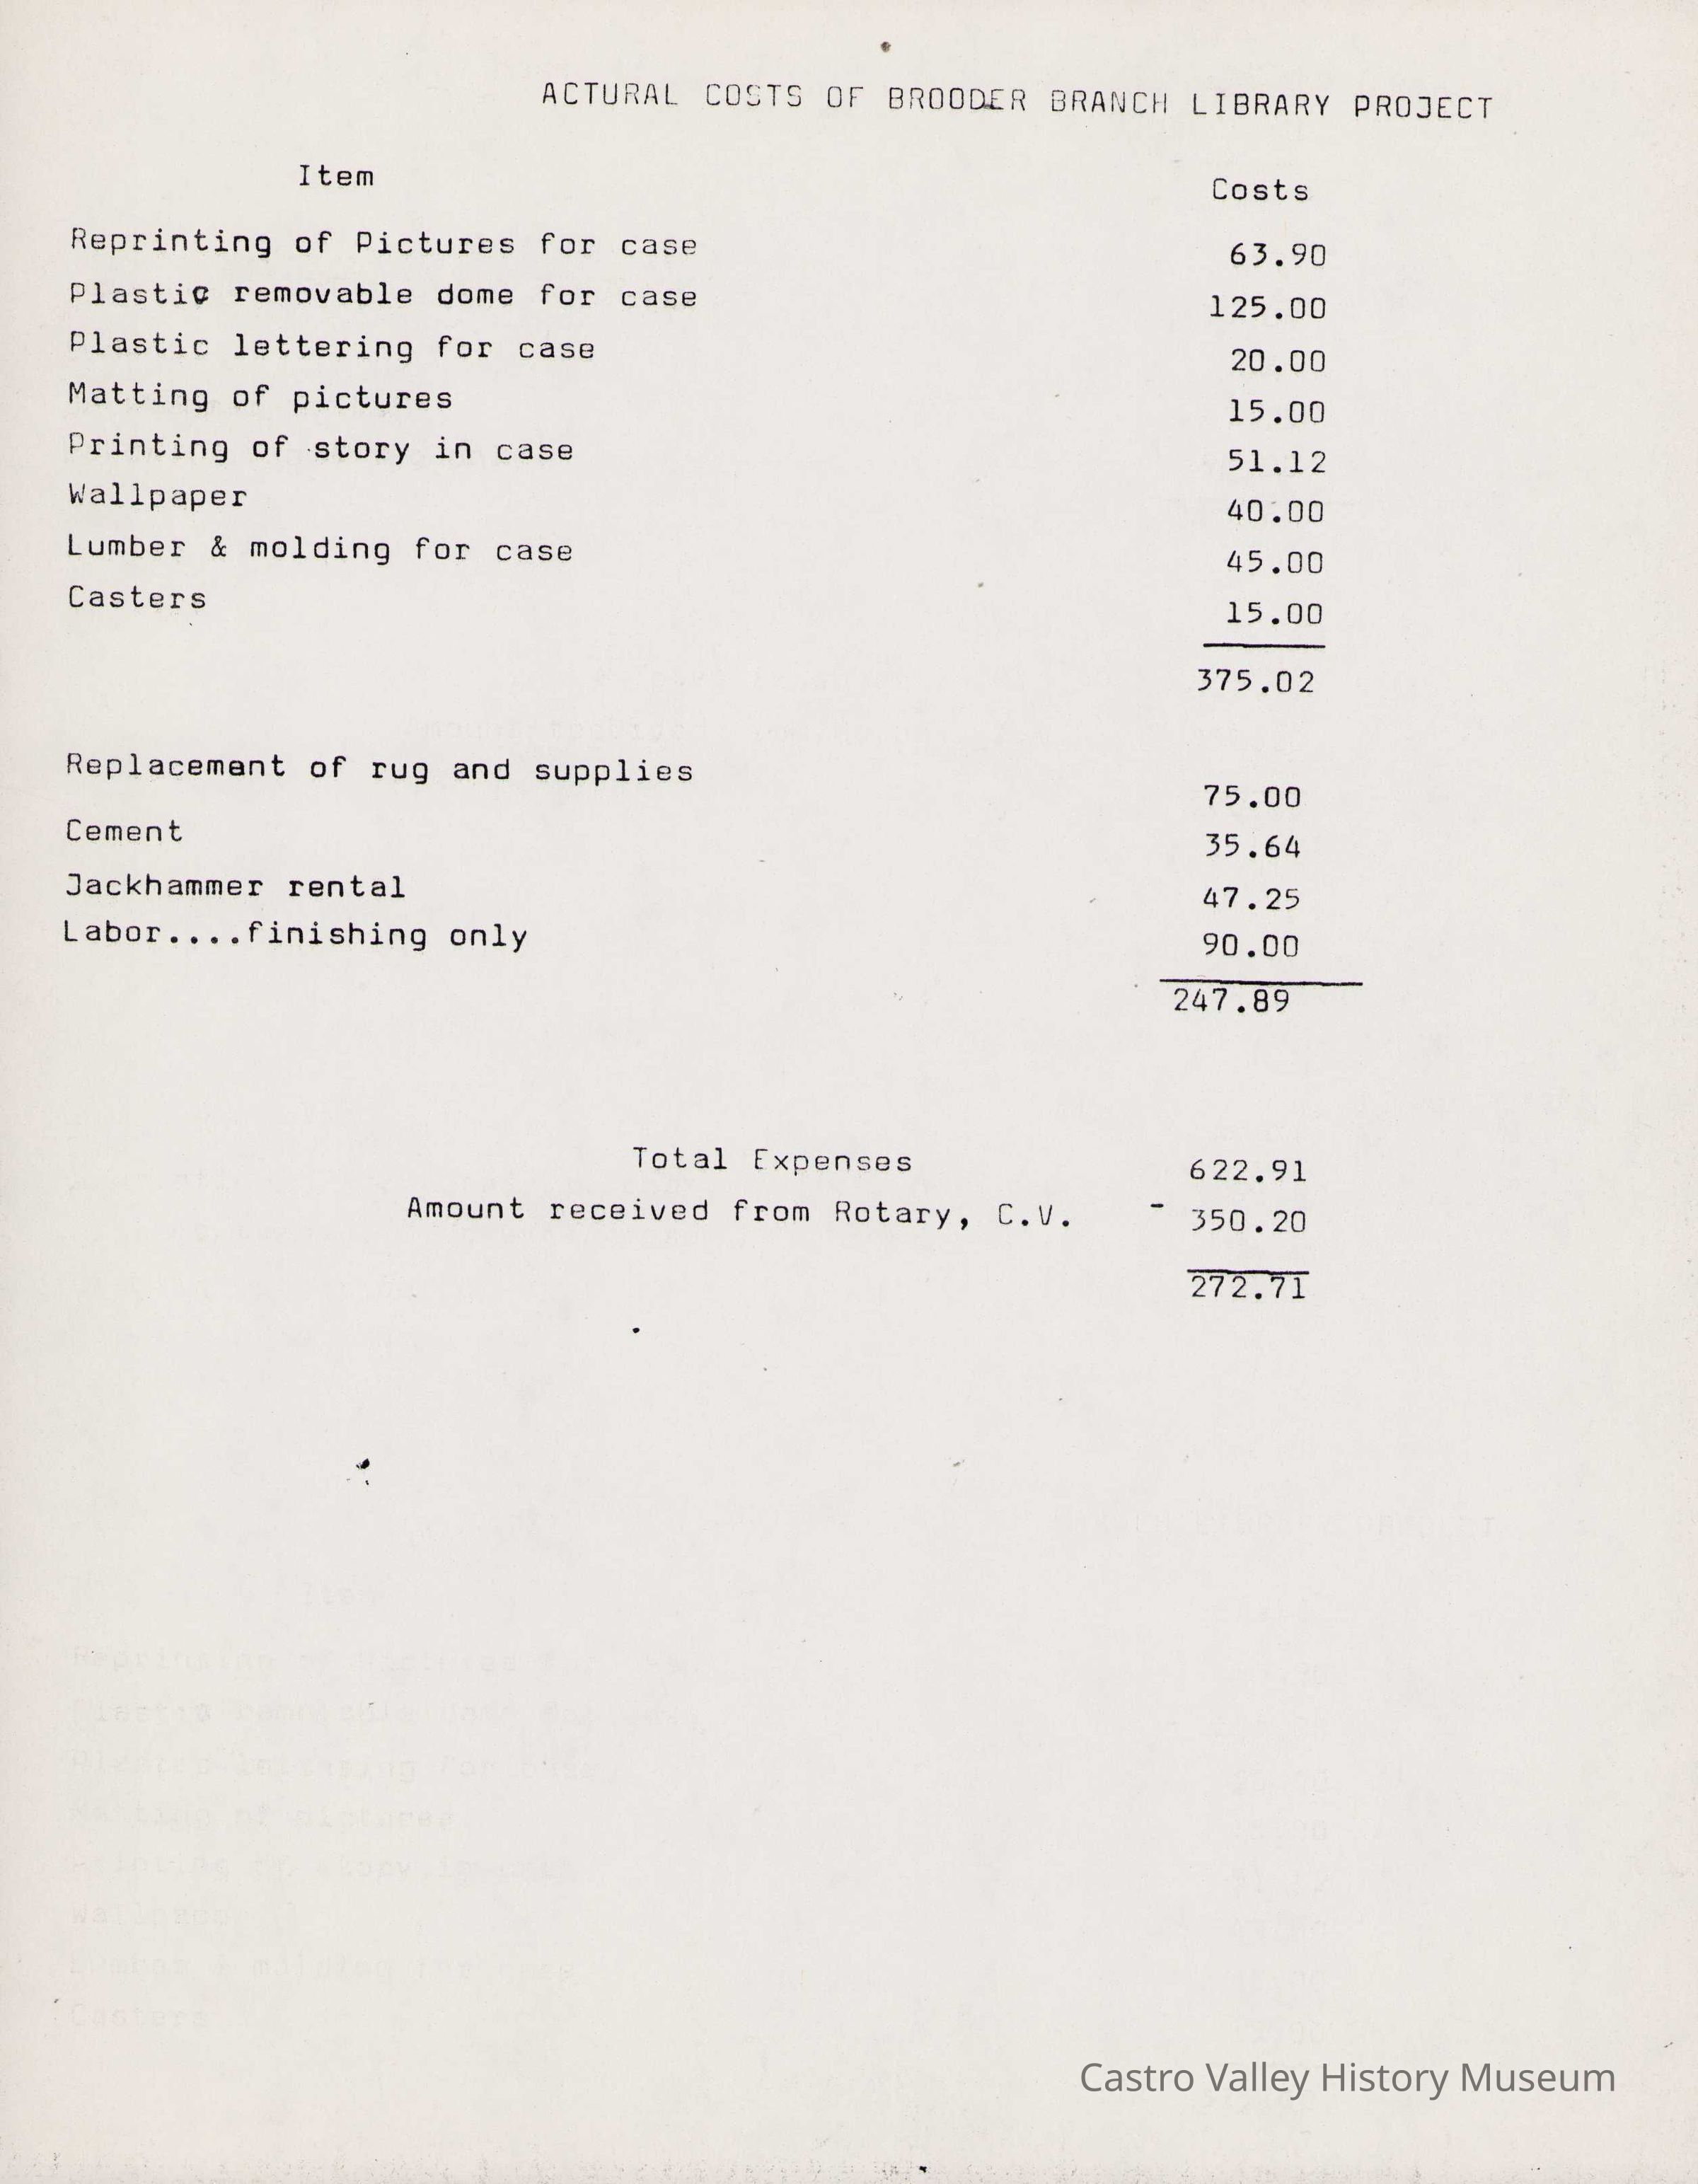 ACTURAL COSTS OF BROODER BRANCH LIBRARY PROJECT
Item Costs
Reprinting of Pictures for case 63.90
Plastic removable dome for case 125.00
Plastic lettering for case 20.00
Matting of pictures 15.00
Printing of story in case 51.12
Wallpaper 40.00
Lumber & molding for case 45.00
Casters 15.00
375.02
Replacement of rug and supplies 75.00
Cement 35.64
Jackhammer rental 47.25
Labor....finishing only 90.00
247.89
Total Expenses 622.91
Amount received from Rotary, C.V. - 350.20
272.71
Castro Valley History Museum